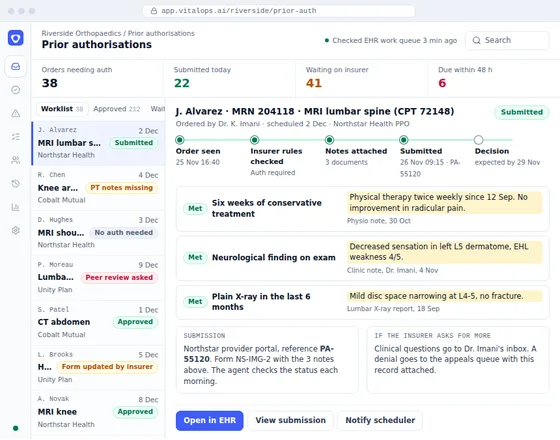 app.vitalops.ai/riverside/prior-auth
Riverside Orthopaedics / Prior authorisations
Prior authorisations
Checked EHR work queue 3 min ago
Search
Orders needing auth
38
Submitted today
22
Waiting on insurer
41
Due within 48 h
6
Worklist 38
Approved 212
Wait
J. Alvarez
2 Dec
MRI lumbar s...
Submitted
Northstar Health
R. Chen
4 Dec
Knee ar...
PT notes missing
Cobalt Mutual
D. Hughes
3 Dec
MRI shou...
No auth needed
Northstar Health
P. Moreau
9 Dec
Lumba...
Peer review asked
Unity Plan
S. Patel
1 Dec
CT abdomen
Approved
Cobalt Mutual
L. Brooks
5 Dec
H...
Form updated by insurer
Unity Plan
A. Novak
8 Dec
MRI knee
Approved
Northstar Health
J. Alvarez · MRN 204118 · MRI lumbar spine (CPT 72148)
Submitted
Ordered by Dr. K. Imani · scheduled 2 Dec · Northstar Health PPO
Order seen
25 Nov 16:40
Insurer rules
checked
Auth required
Notes attached
3 documents
Submitted
26 Nov 09:15 · PA-
55120
Decision
expected by 29 Nov
Met
Six weeks of conservative
treatment
Physical therapy twice weekly since 12 Sep. No
improvement in radicular pain.
Physio note, 30 Oct
Met
Neurological finding on exam
Decreased sensation in left L5 dermatome, EHL
weakness 4/5.
Clinic note, Dr. Imani, 4 Nov
Met
Plain X-ray in the last 6
months
Mild disc space narrowing at L4-5, no fracture.
Lumbar X-ray report, 18 Sep
SUBMISSION
Northstar provider portal, reference PA-
55120. Form NS-IMG-2 with the 3 notes
above. The agent checks the status each
morning.
IF THE INSURER ASKS FOR MORE
Clinical questions go to Dr. Imani's inbox. A
denial goes to the appeals queue with this
record attached.
Open in EHR
View submission
Notify scheduler